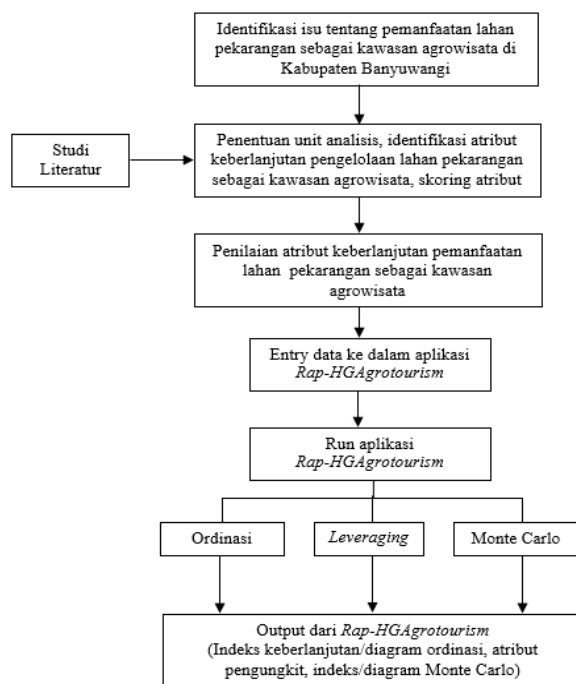 Identifikasi isu tentang pemanfaatan lahan
pekarangan sebagai kawasan agrowisata di
Kabupaten Banyuwangi
Studi
Literatur
Penentuan unit analisis, identifikasi atribut
keberlanjutan pengelolaan lahan pekarangan
sebagai kawasan agrowisata, skoring atribut
Penilaian atribut keberlanjutan pemanfaatan
lahan pekarangan sebagai kawasan
agrowisata
Entry data ke dalam aplikasi
Rap-HGAgrotourism
Run aplikasi
Rap-HGAgrotourism
Ordinasi
Leveraging
Monte Carlo
Output dari Rap-HGAgrotourism
(Indeks keberlanjutan/diagram ordinasi, atribut
pengungkit, indeks/diagram Monte Carlo)